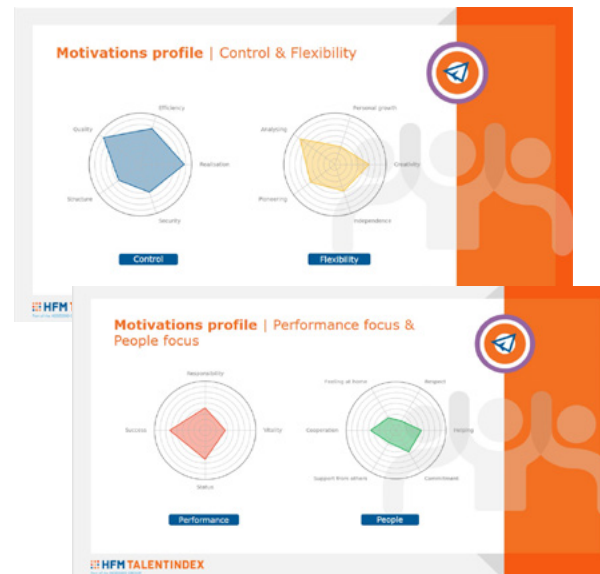 Motivations profile | Control & Flexibility
Efficiency
Quality
Realisation
Structure
Security
Control
Personal growth
Analysing
Creativity
Pioneering
Independence
Flexibility
HFM
Motivations profile | Performance focus &
People focus
Responsibility
Success
Vitality
Status
Performance
Feeling at home
Respect
Cooperation
Helping
Support from others
Commitment
People
HFM TALENTINDEX